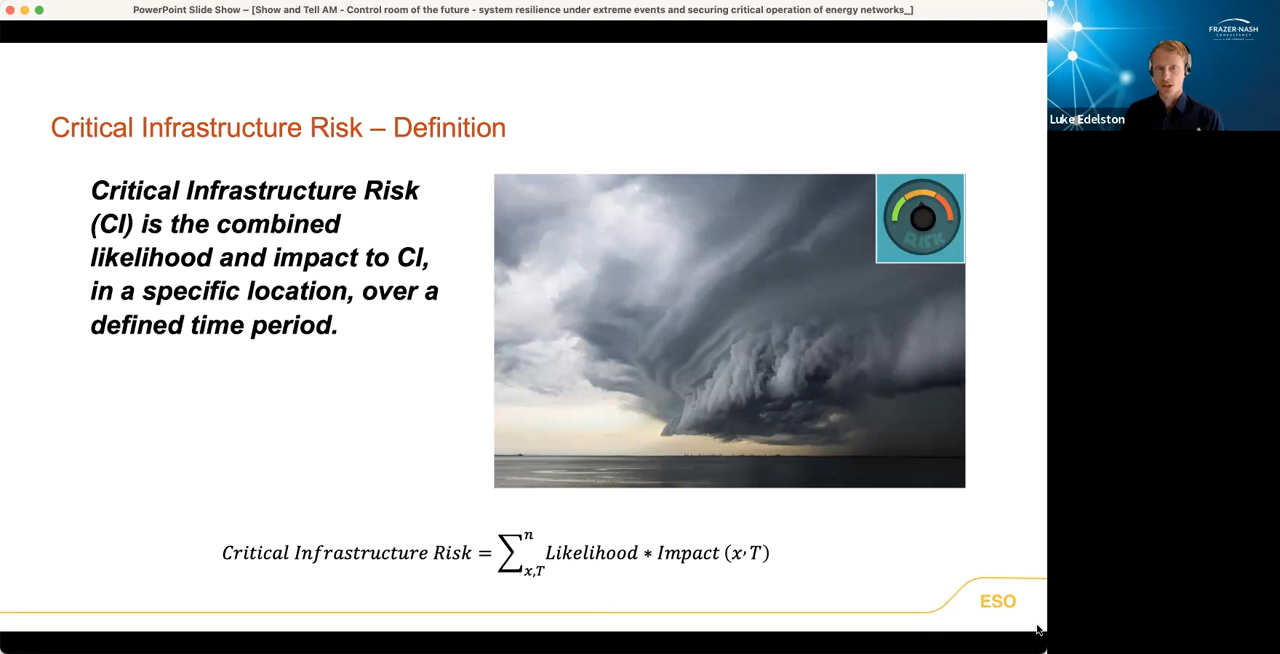 PowerPoint Slide Show – [Show and Tell AM - Control room of the future - system resilience under extreme events and securing critical operation of energy networks_]
FRAZER-NASH
CONSULTANCY
Luke Edelston
Critical Infrastructure Risk – Definition
Critical Infrastructure Risk
(CI) is the combined
likelihood and impact to CI,
in a specific location, over a
defined time period.
RISK
Critical Infrastructure Risk = ∑ₓ,ᴛⁿ Likelihood ∗ Impact (x, T)
ESO